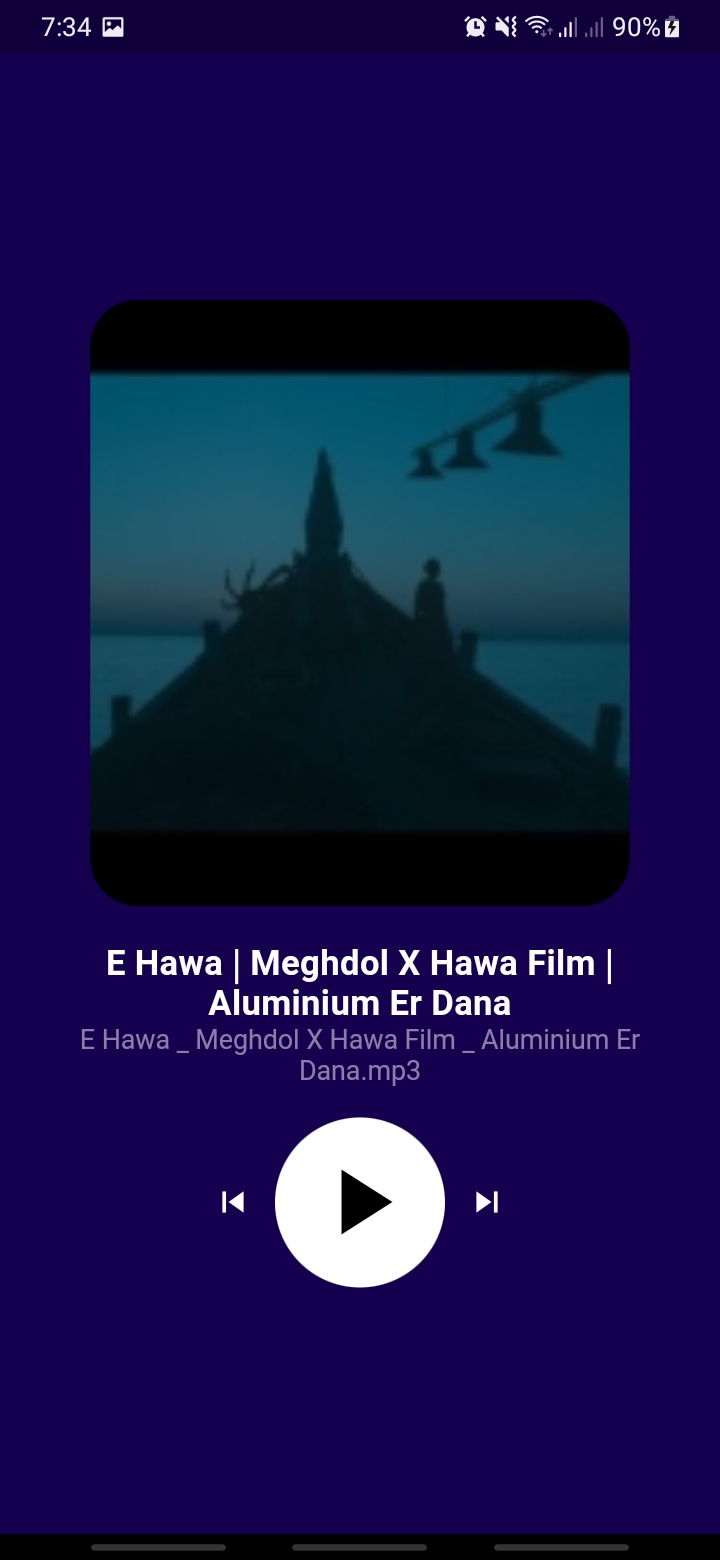 7:34
90%
E Hawa | Meghdol X Hawa Film |
Aluminium Er Dana
E Hawa _ Meghdol X Hawa Film _ Aluminium Er
Dana.mp3